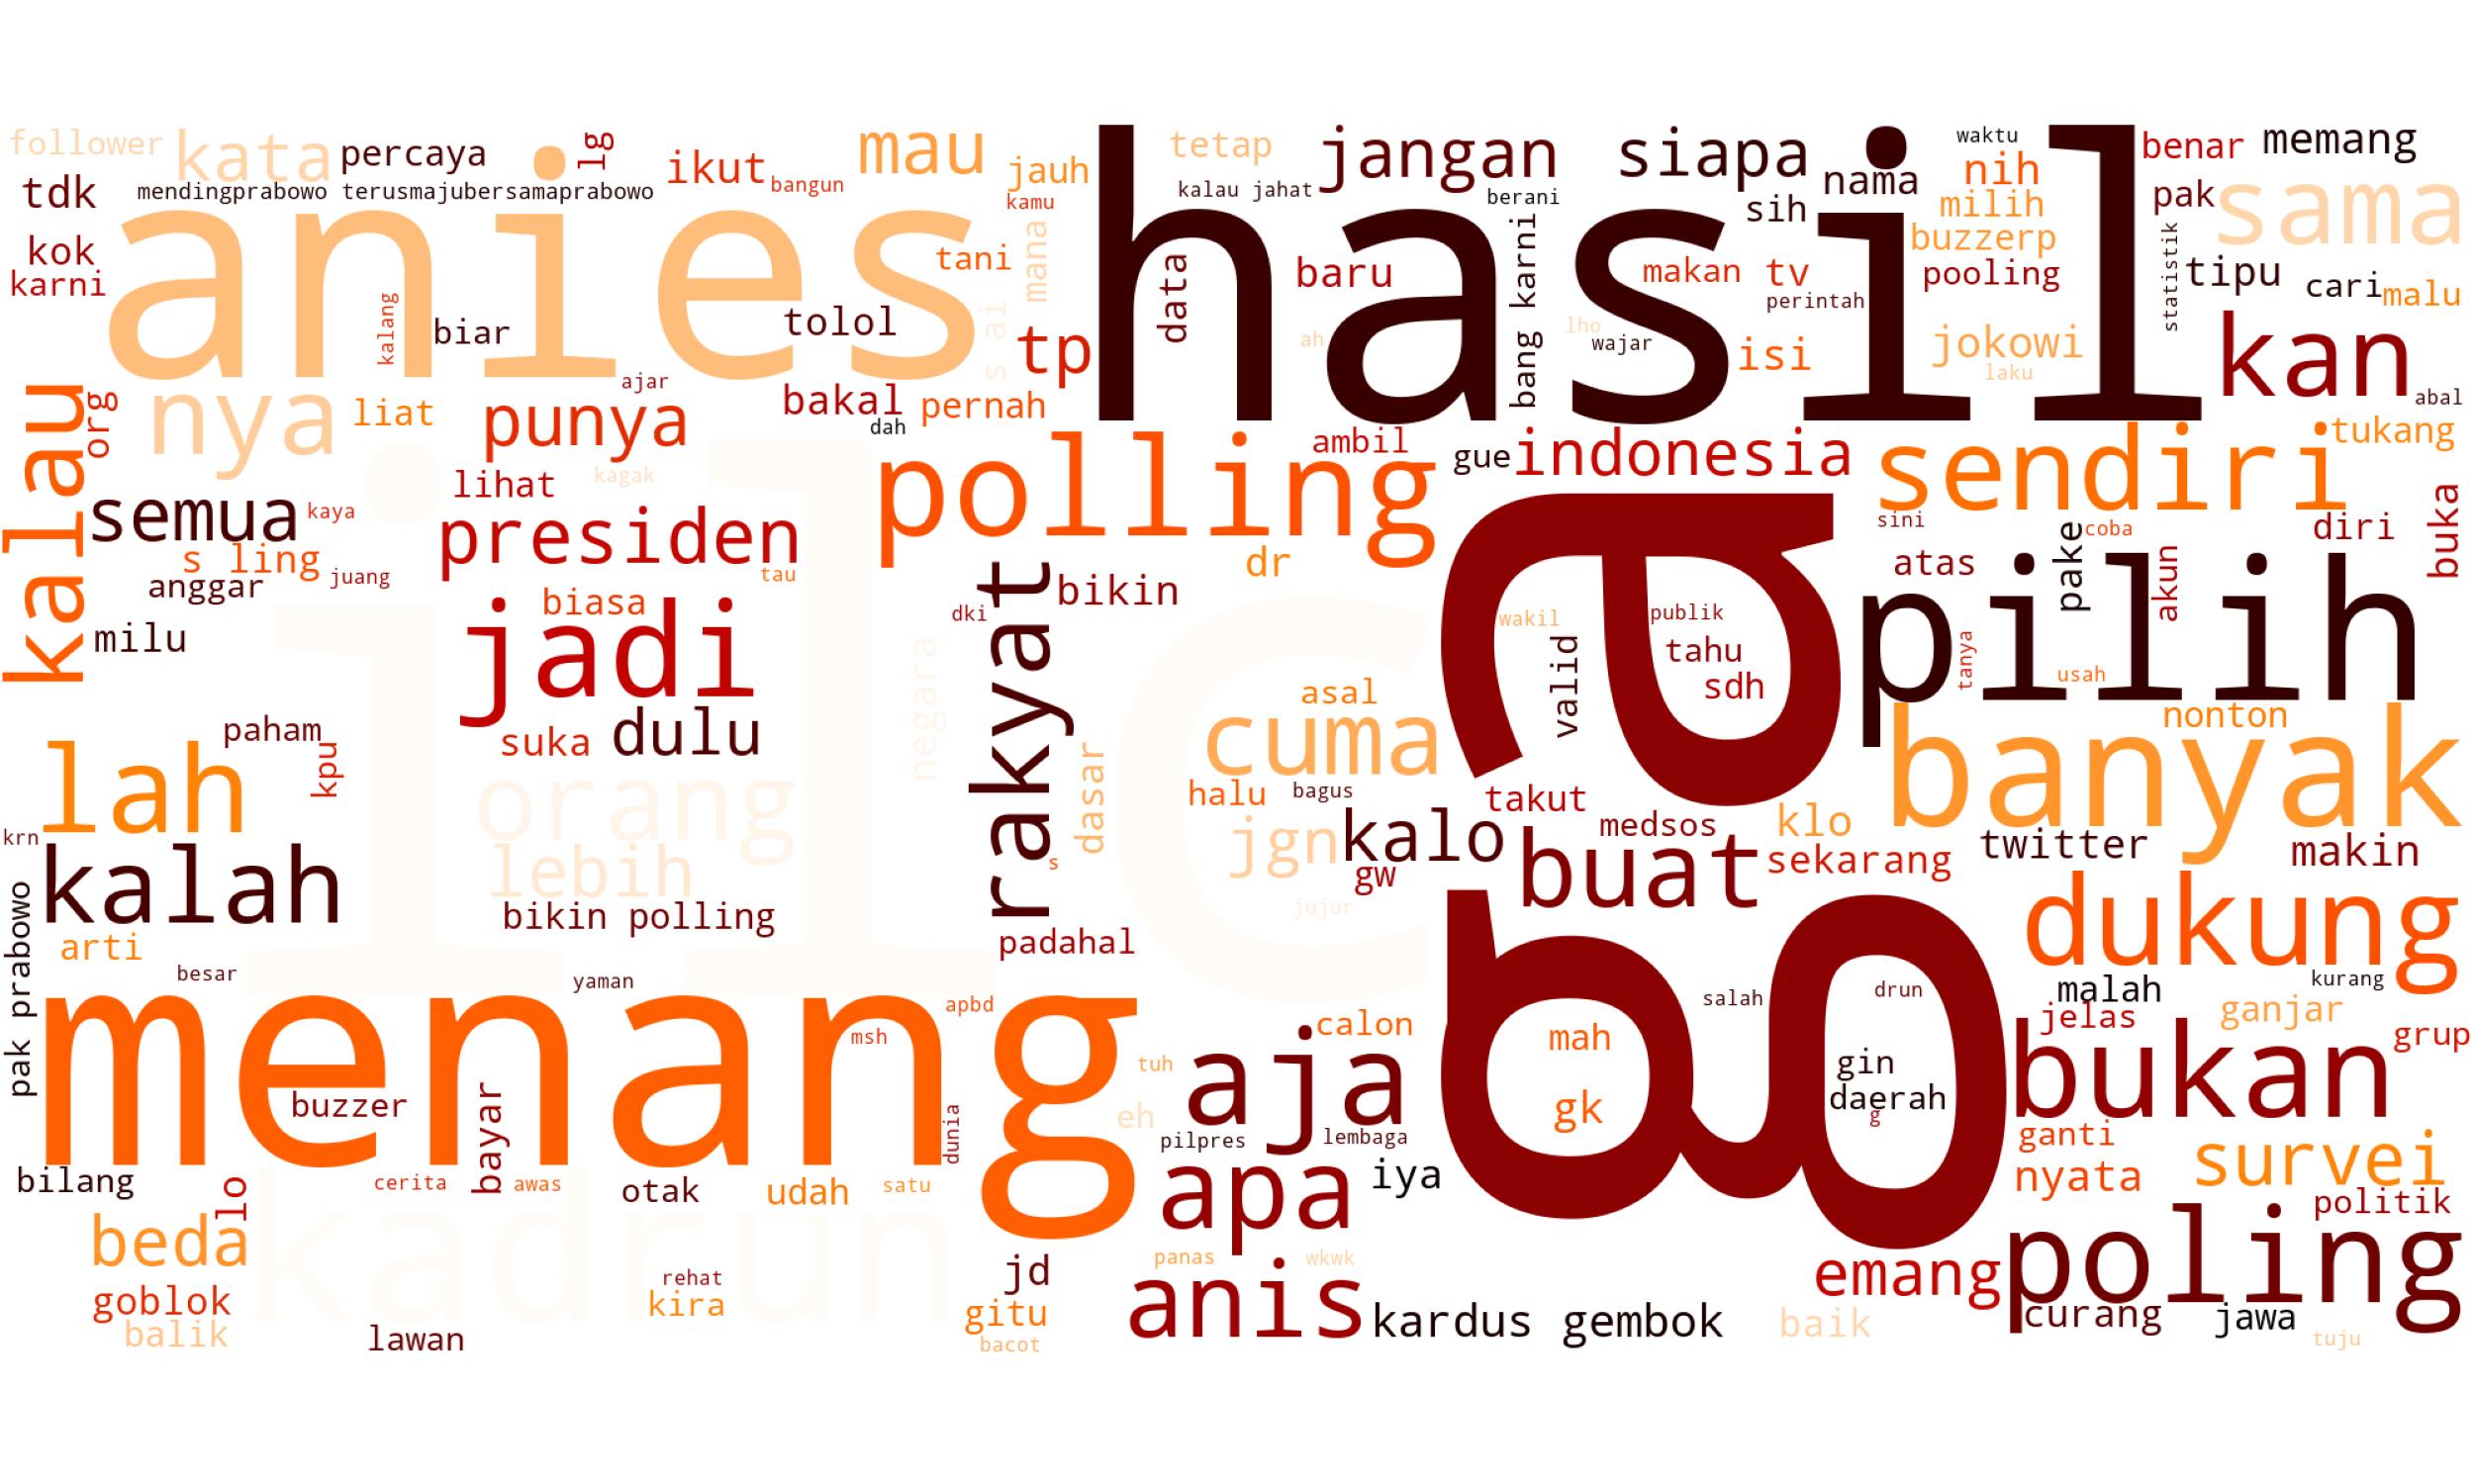 follower
kata
percaya
lg
ikut
bangun
mau
jauh
kamu
tetap
jangan
siapa
nama
waktu
nih
benar
memang
tdk
mendingprabowo terusmajubersamaprabowo
kalau jahat
berani
sih
milih
pak
sama
anies
hasil
kok
karni
tani
mana
data
baru
bang karni
makan
tv
perintah
buzzerp
pooling
statistik
tipu
cari
malu
kalang
biar
tolol
s ai
tp
ah
lho
wajar
isi
jokowi
laku
kan
abal
kalau
org
nya
liat
ajar
punya
bakal
dah
pernah
polling
ambil
gue
indonesia
sendiri
tukang
lihat
kagak
semua
kaya
presiden
tau
s ling
juang
anggar
milu
ilc
biasa
jadi
suka
dulu
dki
bikin
rakyat
dr
negara
dasar
ga
wakil
valid
publik
tahu
sdh
sini
coba
pake
diri
buka
atas
akun
pilih
tanya
usah
nonton
banyak
paham
kpu
lah
krn
kalah
orang
lebih
bikin polling
asal
cuma
halu
bagus
takut
jgn
kalo
gw
jujur
medsos
buat
klo
sekarang
twitter
makin
dukung
s
padahal
pak prabowo
arti
besar
yaman
menang
apbd
msh
buzzer
bayar
dunia
tuh
eh
calon
aja
pilpres
lembaga
mah
gk
salah
drun
gin
daerah
g
malah
kurang
jelas
ganjar
grup
bukan
ganti
nyata
survei
politik
bilang
lo
cerita
awas
otak
udah
satu
apa
iya
beda
kadrun
goblok
balik
lawan
rehat
kira
jd
gitu
bacot
panas
wkwk
anis
kardus gembok
baik
emang
poling
curang
jawa
tuju